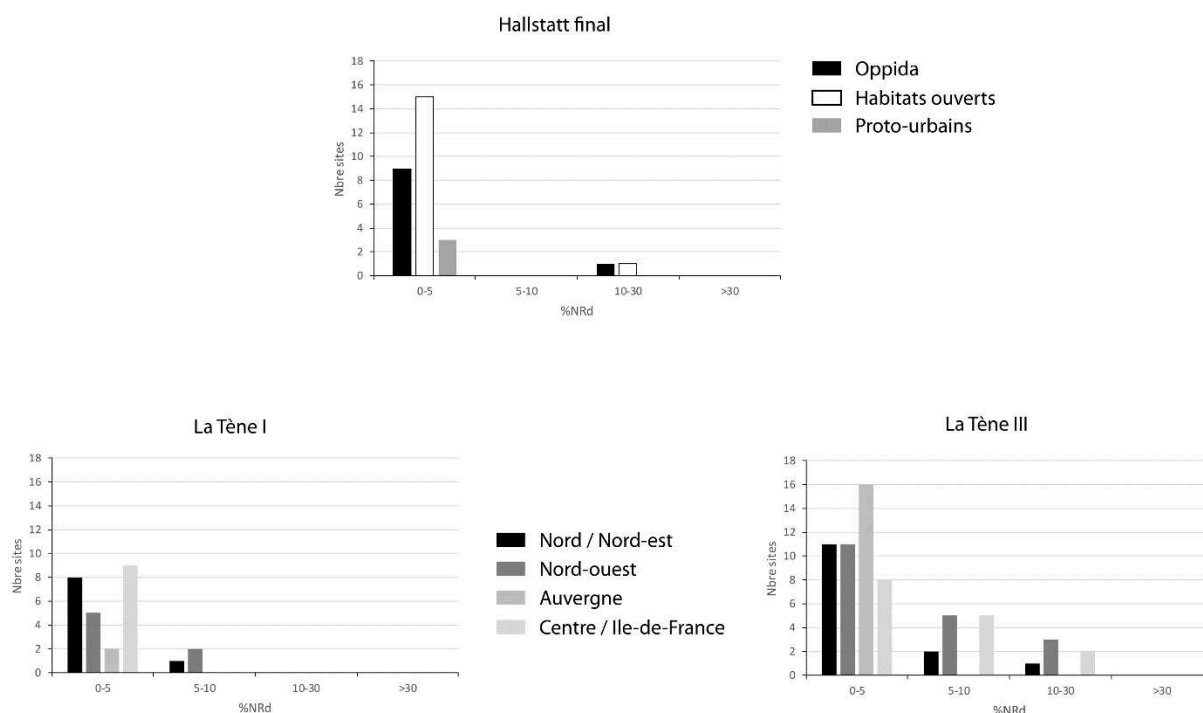 Hallstatt final
Nbre sites
18
16
14
12
10
8
6
4
2
0
0-5 5-10 10-30 >30
%NRd
Oppida
Habitats ouverts
Proto-urbains
La Tène I
Nbre sites
18
16
14
12
10
8
6
4
2
0
0-5 5-10 10-30 >30
%NRd
Nord / Nord-est
Nord-ouest
Auvergne
Centre / Ile-de-France
La Tène III
Nbre sites
18
16
14
12
10
8
6
4
2
0
0-5 5-10 10-30 >30
%NRd